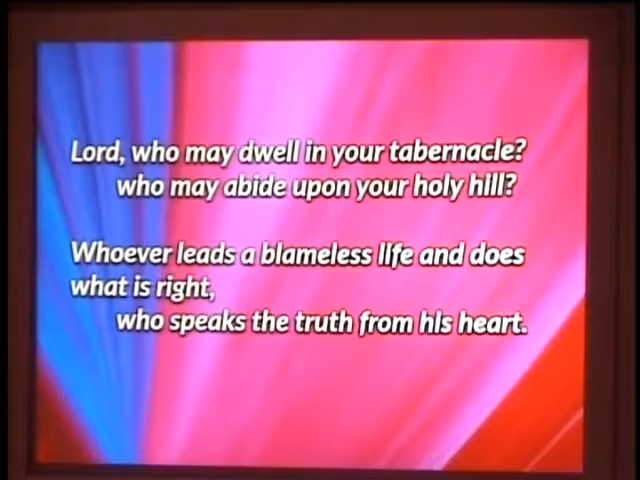 Lord, who may dwell in your tabernacle?
who may abide upon your holy hill?
Whoever leads a blameless life and does
what is right,
who speaks the truth from his heart.